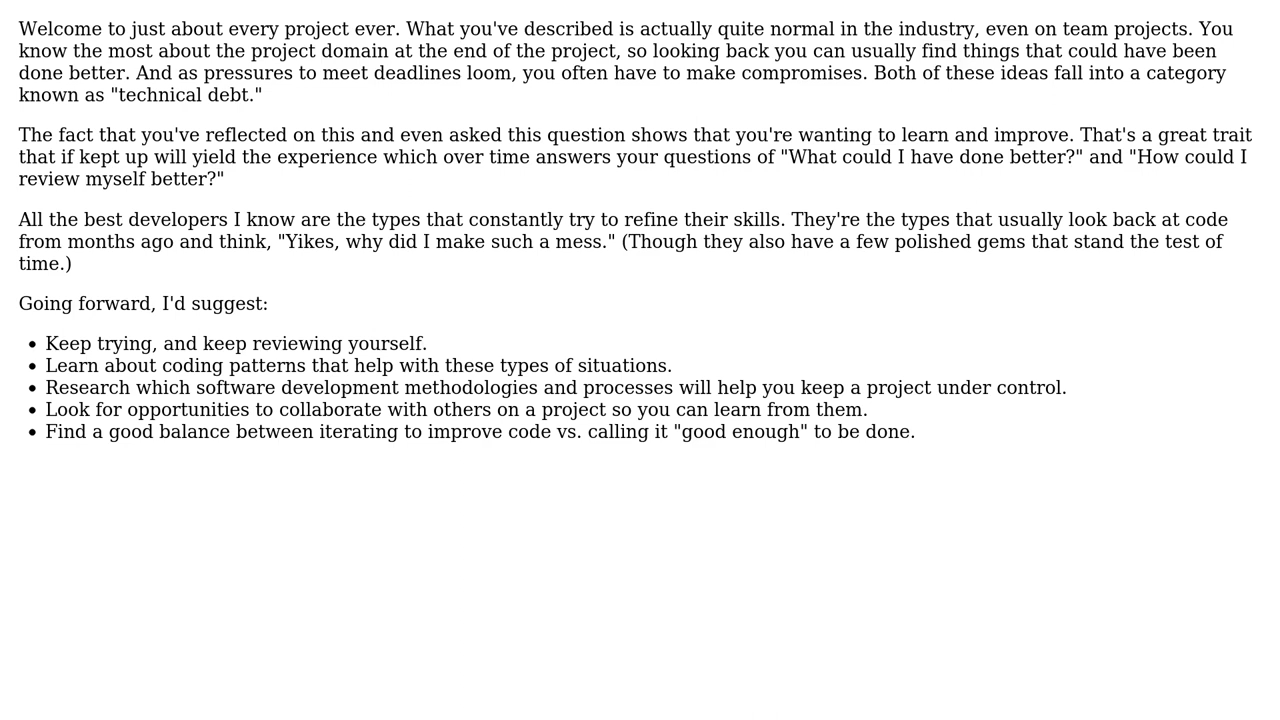 Welcome to just about every project ever. What you've described is actually quite normal in the industry, even on team projects. You
know the most about the project domain at the end of the project, so looking back you can usually find things that could have been
done better. And as pressures to meet deadlines loom, you often have to make compromises. Both of these ideas fall into a category
known as "technical debt."
The fact that you've reflected on this and even asked this question shows that you're wanting to learn and improve. That's a great trait
that if kept up will yield the experience which over time answers your questions of "What could I have done better?" and "How could I
review myself better?"
All the best developers I know are the types that constantly try to refine their skills. They're the types that usually look back at code
from months ago and think, "Yikes, why did I make such a mess." (Though they also have a few polished gems that stand the test of
time.)
Going forward, I'd suggest:
• Keep trying, and keep reviewing yourself.
• Learn about coding patterns that help with these types of situations.
• Research which software development methodologies and processes will help you keep a project under control.
• Look for opportunities to collaborate with others on a project so you can learn from them.
• Find a good balance between iterating to improve code vs. calling it "good enough" to be done.